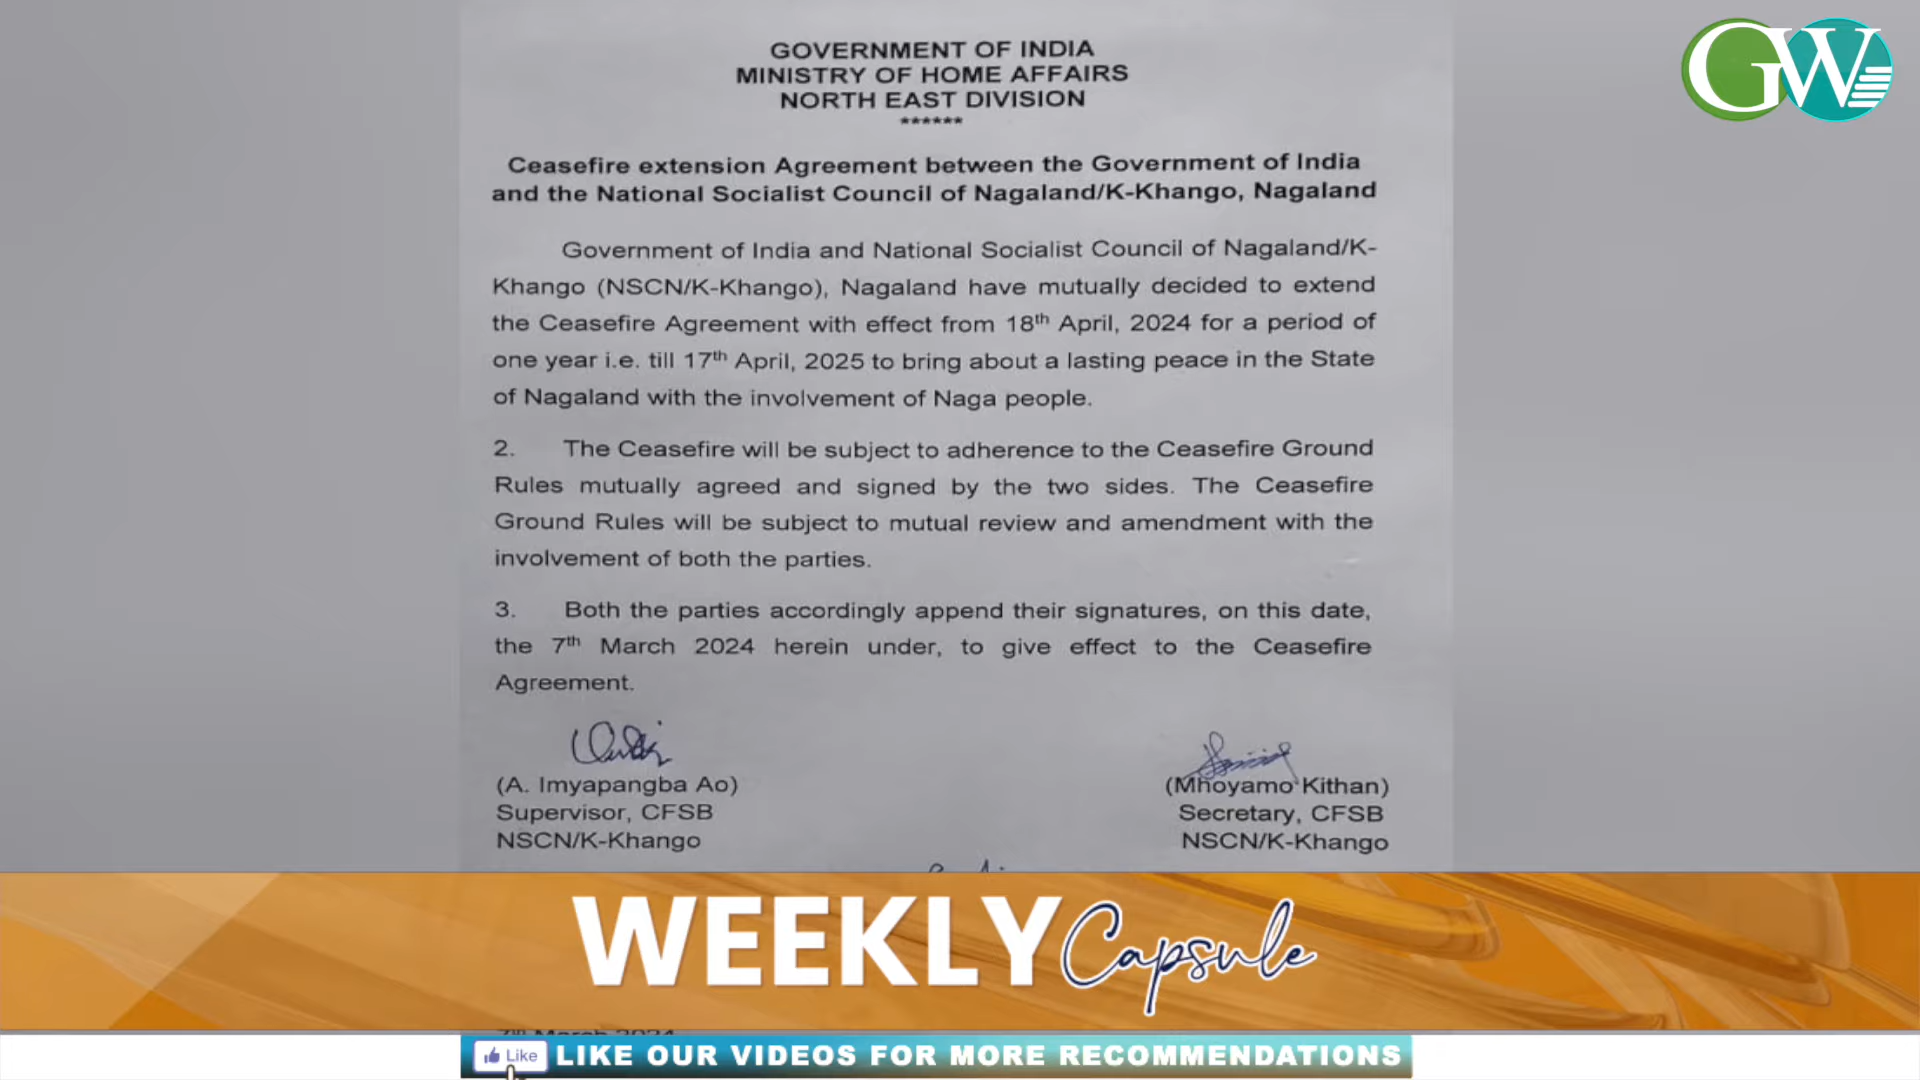 GW
GOVERNMENT OF INDIA
MINISTRY OF HOME AFFAIRS
NORTH EAST DIVISION
******
Ceasefire extension Agreement between the Government of India
and the National Socialist Council of Nagaland/K-Khango, Nagaland
Government of India and National Socialist Council of Nagaland/K-
Khango (NSCN/K-Khango), Nagaland have mutually decided to extend
the Ceasefire Agreement with effect from 18th April, 2024 for a period of
one year i.e. till 17th April, 2025 to bring about a lasting peace in the State
of Nagaland with the involvement of Naga people.
2. The Ceasefire will be subject to adherence to the Ceasefire Ground
Rules mutually agreed and signed by the two sides. The Ceasefire
Ground Rules will be subject to mutual review and amendment with the
involvement of both the parties.
3. Both the parties accordingly append their signatures, on this date,
the 7th March 2024 herein under, to give effect to the Ceasefire
Agreement.
(A. Imyapangba Ao) (Mhoyamo Kithan)
Supervisor, CFSB Secretary, CFSB
NSCN/K-Khango NSCN/K-Khango
WEEKLY Capsule
7th March 2024
Like LIKE OUR VIDEOS FOR MORE RECOMMENDATIONS